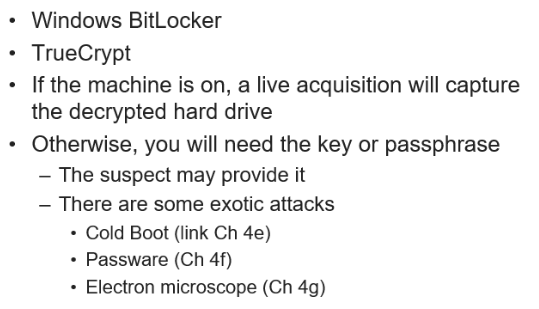 • Windows BitLocker
• TrueCrypt
• If the machine is on, a live acquisition will capture
the decrypted hard drive
• Otherwise, you will need the key or passphrase
– The suspect may provide it
– There are some exotic attacks
• Cold Boot (link Ch 4e)
• Passware (Ch 4f)
• Electron microscope (Ch 4g)